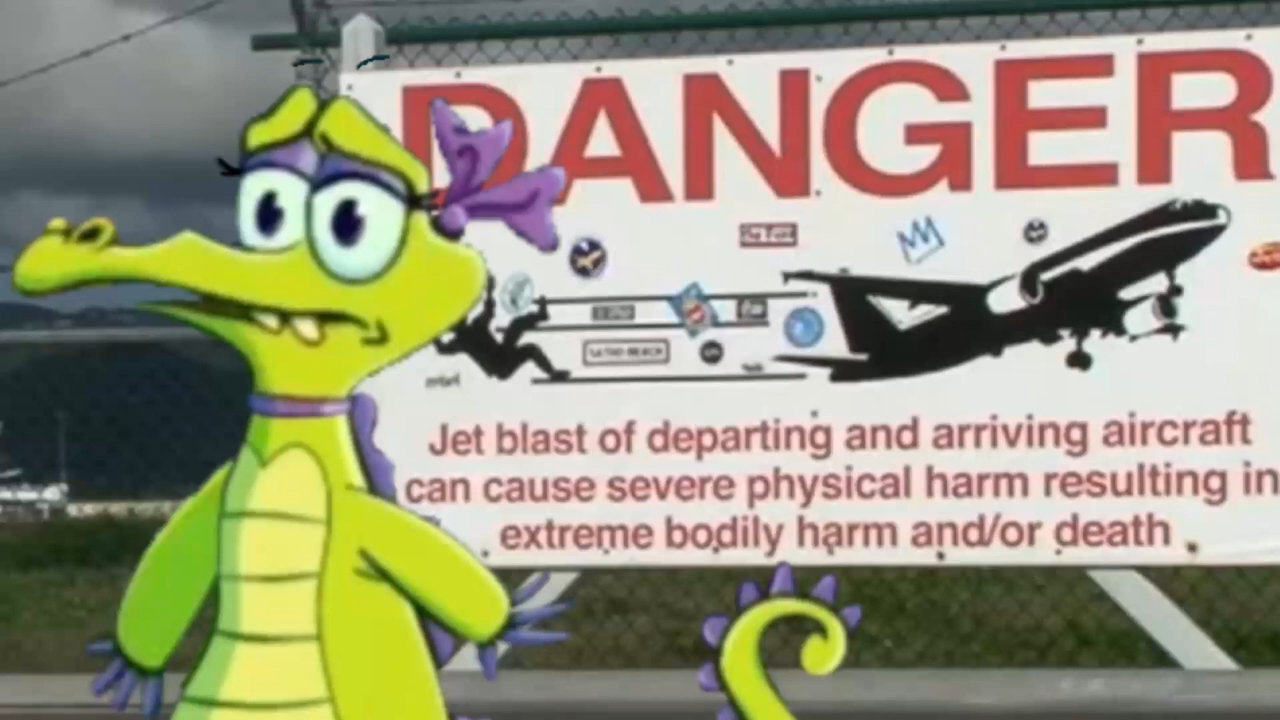 DANGER
Jet blast of departing and arriving aircraft
can cause severe physical harm resulting in
extreme bodily harm and/or death